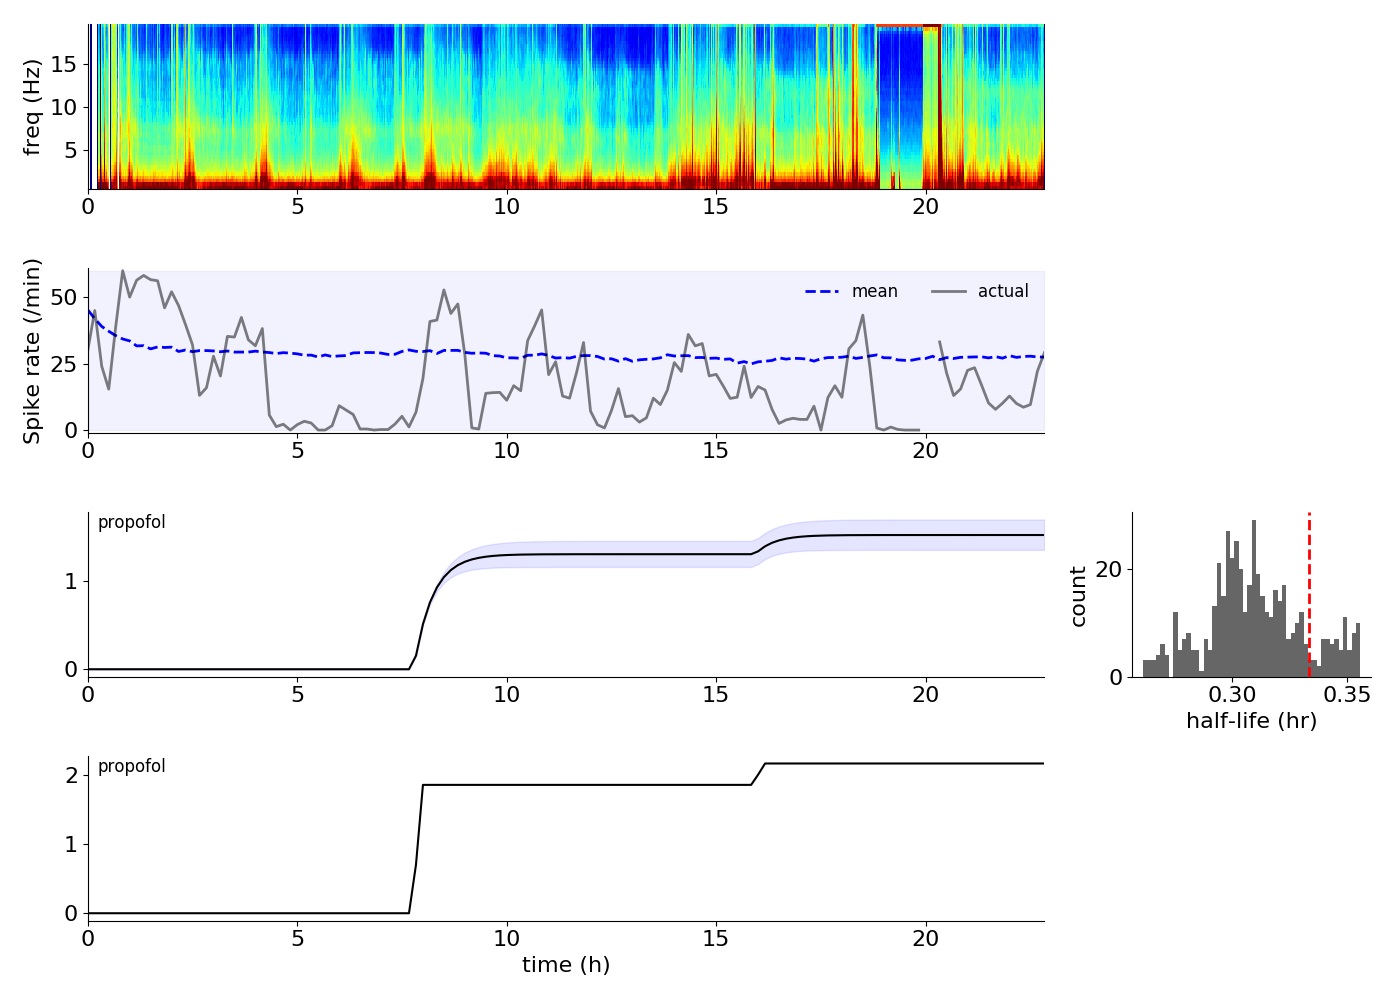 freq (Hz)
15
10
5
0 5 10 15 20
Spike rate (/min)
50
25
0
mean actual
0 5 10 15 20
propofol
1
0
0 5 10 15 20
count
20
0
0.30 0.35
half-life (hr)
propofol
2
1
0
0 5 10 15 20
time (h)